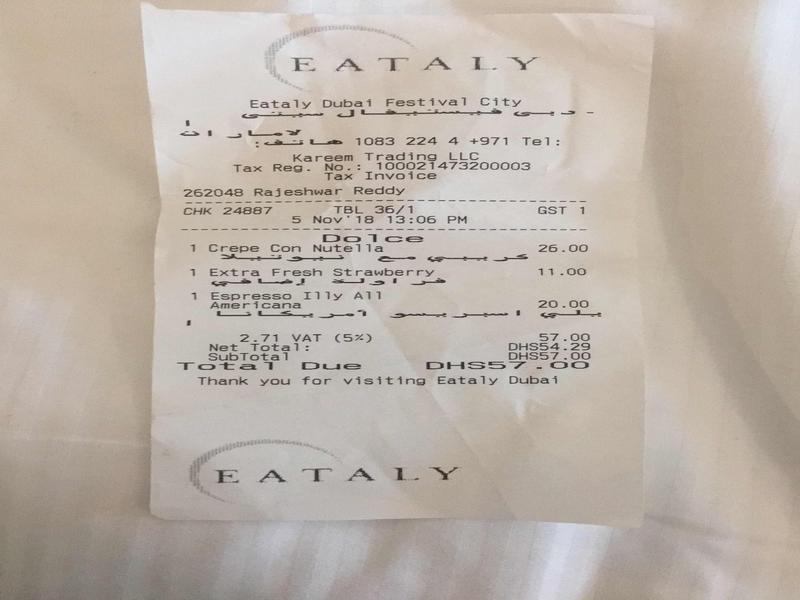 EATALY
Eataly Dubai Festival City
دبي فيستيفال سيتي -
الامارات
هاتف: 1083 224 4 +971 Tel:
Kareem Trading LLC
Tax Reg. No.: 100021473200003
Tax Invoice
262048 Rajeshwar Reddy
CHK 24887 TBL 36/1 GST 1
5 Nov'18 13:06 PM
Dolce
1 Crepe Con Nutella 26.00
كريبي مع نيوتيلا
1 Extra Fresh Strawberry 11.00
فراولة إضافي
1 Espresso Illy All
Americana 20.00
يلي اسبريسو امريكانا
2.71 VAT (5%) 57.00
Net Total: DHS54.29
SubTotal DHS57.00
Total Due DHS57.00
Thank you for visiting Eataly Dubai
EATALY